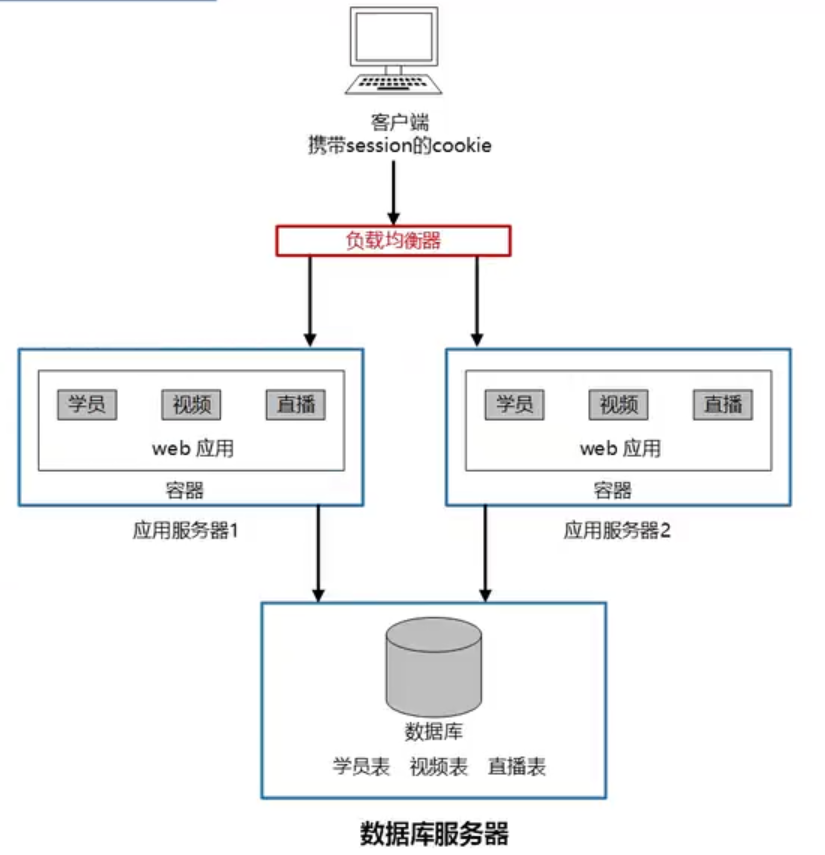 客户端
携带session的cookie
负载均衡器
学员 视频 直播
web 应用
容器
应用服务器1
学员 视频 直播
web 应用
容器
应用服务器2
数据库
学员表 视频表 直播表
数据库服务器